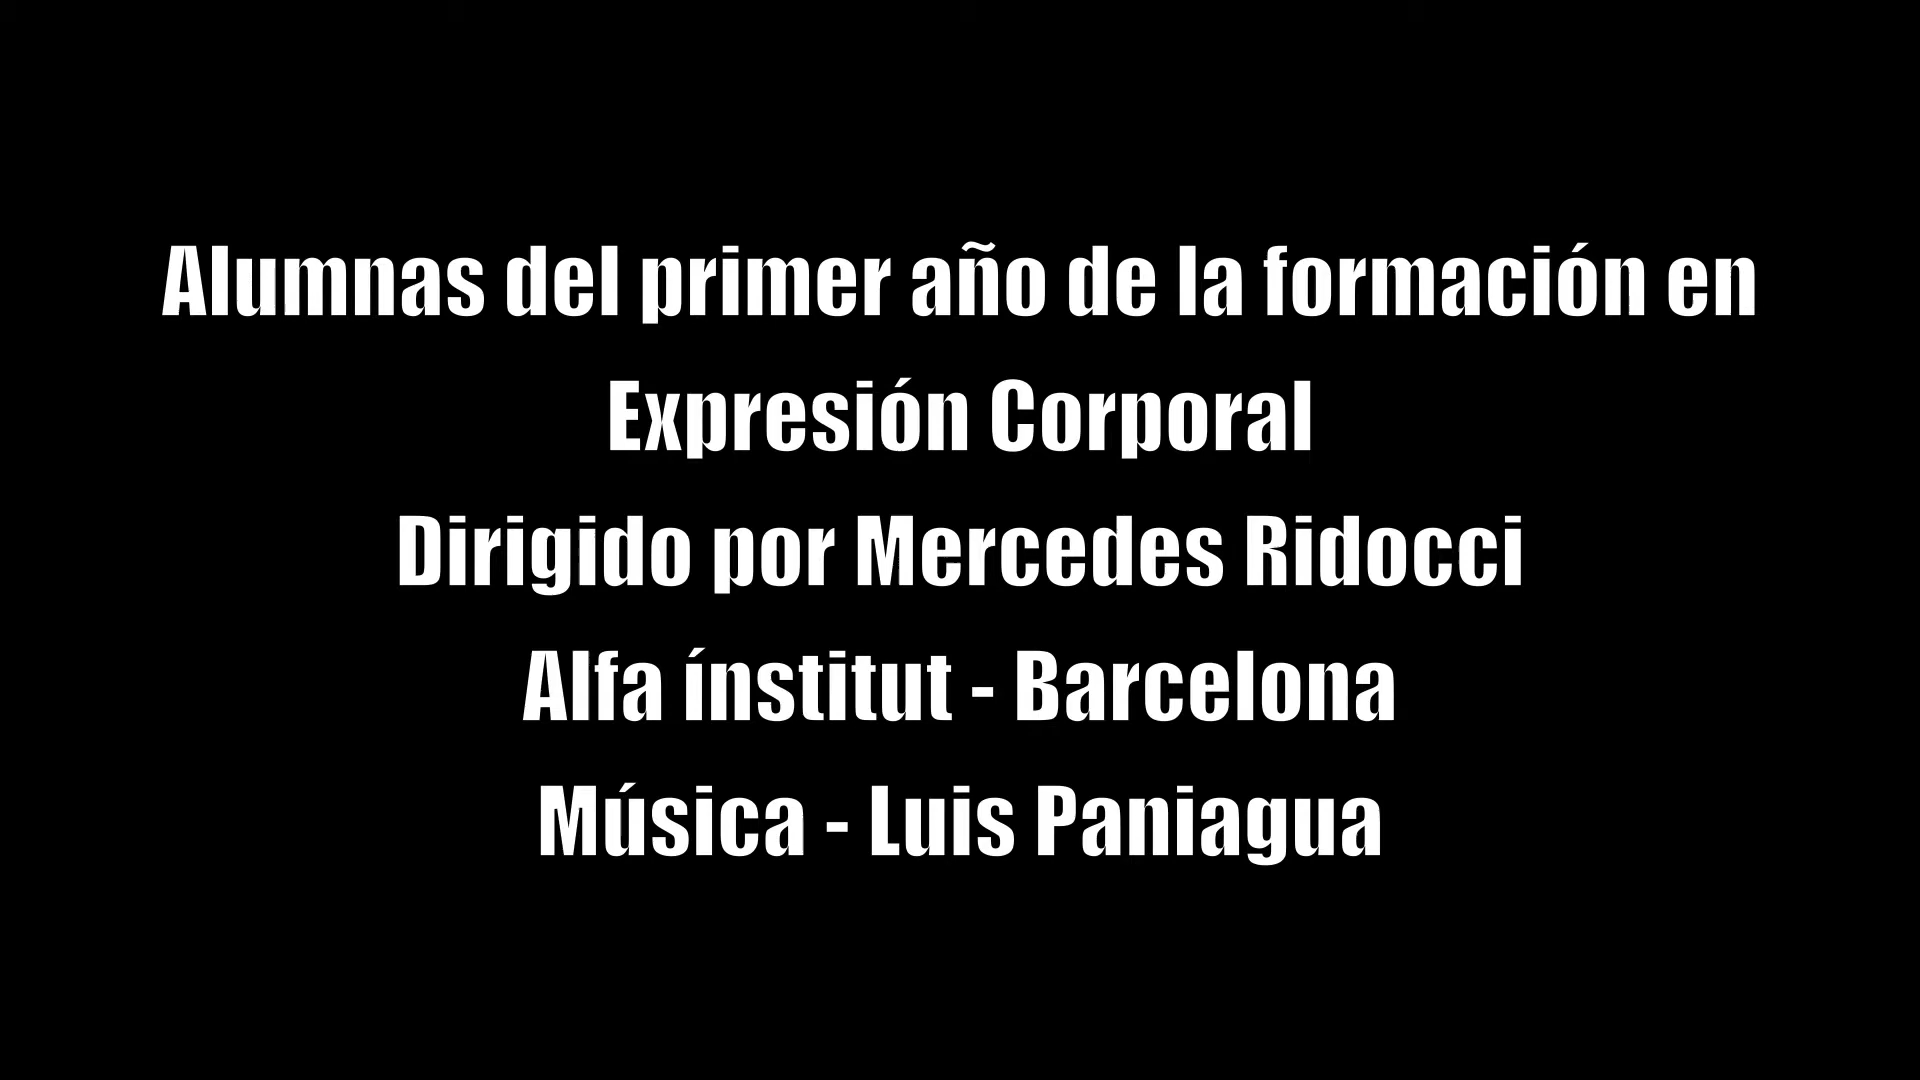 Alumnas del primer año de la formación en
Expresión Corporal
Dirigido por Mercedes Ridocci
Alfa ínstitut - Barcelona
Música - Luis Paniagua